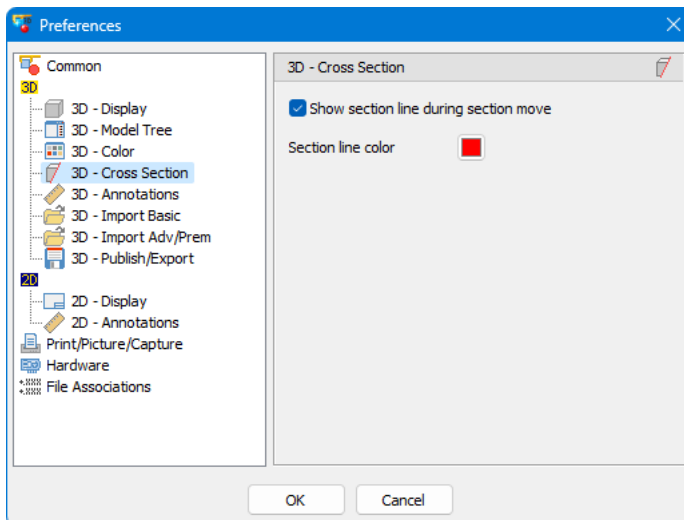 Preferences
Common
3D
3D - Display
3D - Model Tree
3D - Color
3D - Cross Section
3D - Annotations
3D - Import Basic
3D - Import Adv/Prem
3D - Publish/Export
2D
2D - Display
2D - Annotations
Print/Picture/Capture
Hardware
*.XXX
*.XXX
File Associations
3D - Cross Section
Show section line during section move
Section line color
OK
Cancel